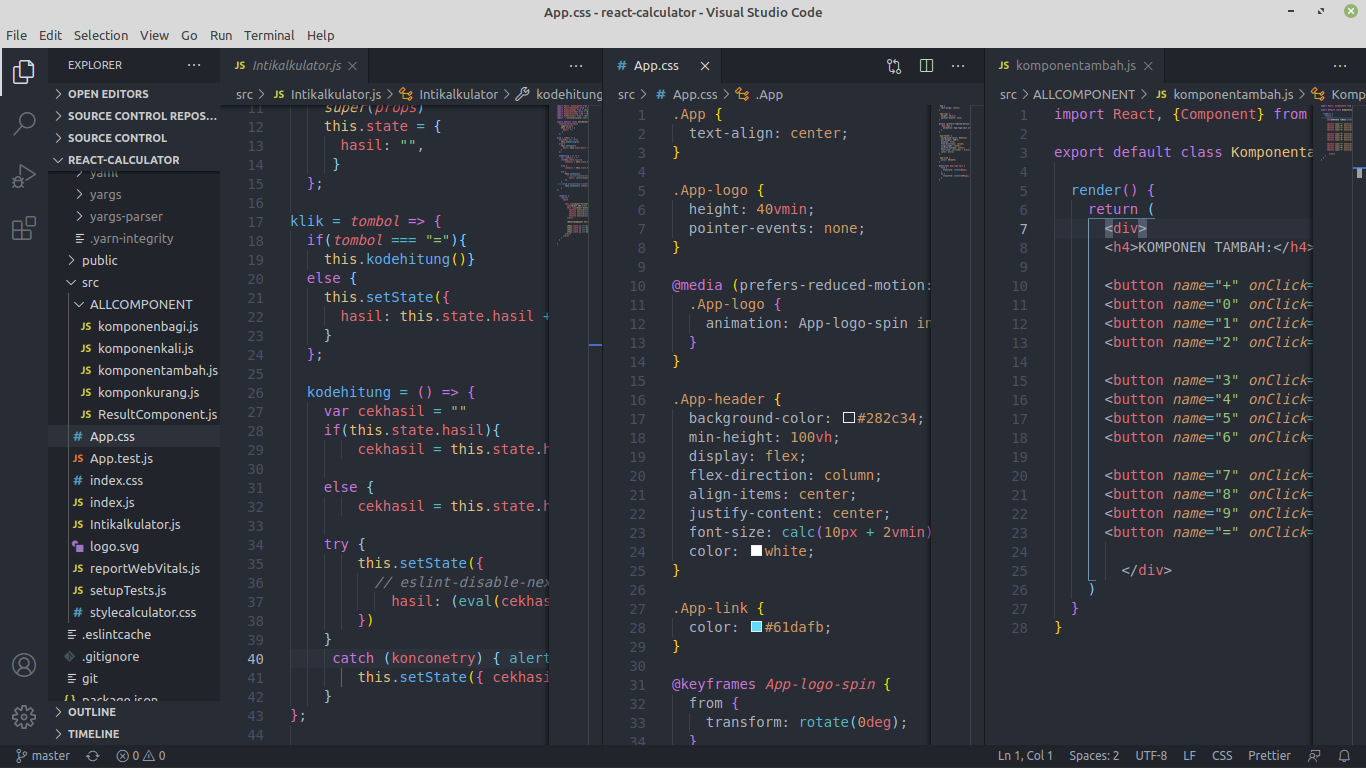 App.css - react-calculator - Visual Studio Code
File Edit Selection View Go Run Terminal Help
EXPLORER
OPEN EDITORS
SOURCE CONTROL REPOS...
SOURCE CONTROL
REACT-CALCULATOR
yaml
yargs
yargs-parser
.yarn-integrity
public
src
ALLCOMPONENT
JS komponenbagi.js
JS komponenkali.js
JS komponentambah.js
JS komponkurang.js
JS ResultComponent.js
# App.css
JS App.test.js
# index.css
JS index.js
JS Intikalkulator.js
logo.svg
JS reportWebVitals.js
JS setupTests.js
# stylecalculator.css
.eslintcache
.gitignore
git
{} package.json
OUTLINE
TIMELINE
JS Intikalkulator.js
src > JS Intikalkulator.js > Intikalkulator > kodehitung
11 super(props)
12 this.state = {
13 hasil: "",
14 }
15 };
16
17 klik = tombol => {
18 if(tombol === "="){
19 this.kodehitung()}
20 else {
21 this.setState({
22 hasil: this.state.hasil +
23 }
24 };
25
26 kodehitung = () => {
27 var cekhasil = ""
28 if(this.state.hasil){
29 cekhasil = this.state.h
30
31 else {
32 cekhasil = this.state.h
33
34 try {
35 this.setState({
36 // eslint-disable-nex
37 hasil: (eval(cekhas
38 })
39 }
40 catch (konconetry) { alert
41 this.setState({ cekhasi
42 }
43 };
44
# App.css
src > # App.css > .App
1 .App {
2 text-align: center;
3 }
4
5 .App-logo {
6 height: 40vmin;
7 pointer-events: none;
8 }
9
10 @media (prefers-reduced-motion:
11 .App-logo {
12 animation: App-logo-spin in
13 }
14 }
15
16 .App-header {
17 background-color: #282c34;
18 min-height: 100vh;
19 display: flex;
20 flex-direction: column;
21 align-items: center;
22 justify-content: center;
23 font-size: calc(10px + 2vmin)
24 color: white;
25 }
26
27 .App-link {
28 color: #61dafb;
29 }
30
31 @keyframes App-logo-spin {
32 from {
33 transform: rotate(0deg);
34 }
JS komponentambah.js
src > ALLCOMPONENT > JS komponentambah.js > Komp
1 import React, {Component} from
2
3 export default class Komponenta
4
5 render() {
6 return (
7 <div>
8 <h4>KOMPONEN TAMBAH:</h4>
9
10 <button name="+" onClick=
11 <button name="0" onClick=
12 <button name="1" onClick=
13 <button name="2" onClick=
14
15 <button name="3" onClick=
16 <button name="4" onClick=
17 <button name="5" onClick=
18 <button name="6" onClick=
19
20 <button name="7" onClick=
21 <button name="8" onClick=
22 <button name="9" onClick=
23 <button name="=" onClick=
24
25 </div>
26 )
27 }
28 }
master 0 0 Ln 1, Col 1 Spaces: 2 UTF-8 LF CSS Prettier